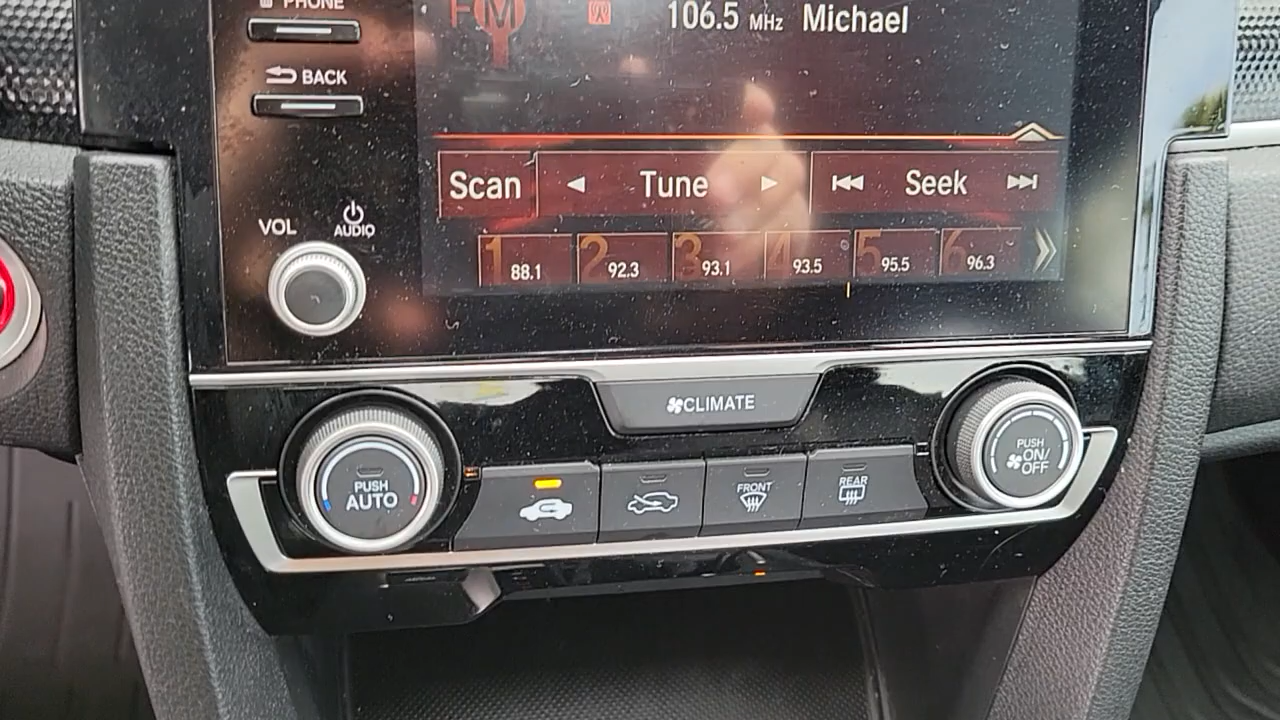 PHONE
FM 106.5 MHz Michael
BACK
Scan Tune Seek
VOL AUDIO
1 88.1 2 92.3 3 93.1 4 93.5 5 95.5 6 96.3
CLIMATE
PUSH
AUTO
FRONT
REAR
PUSH
ON/
OFF